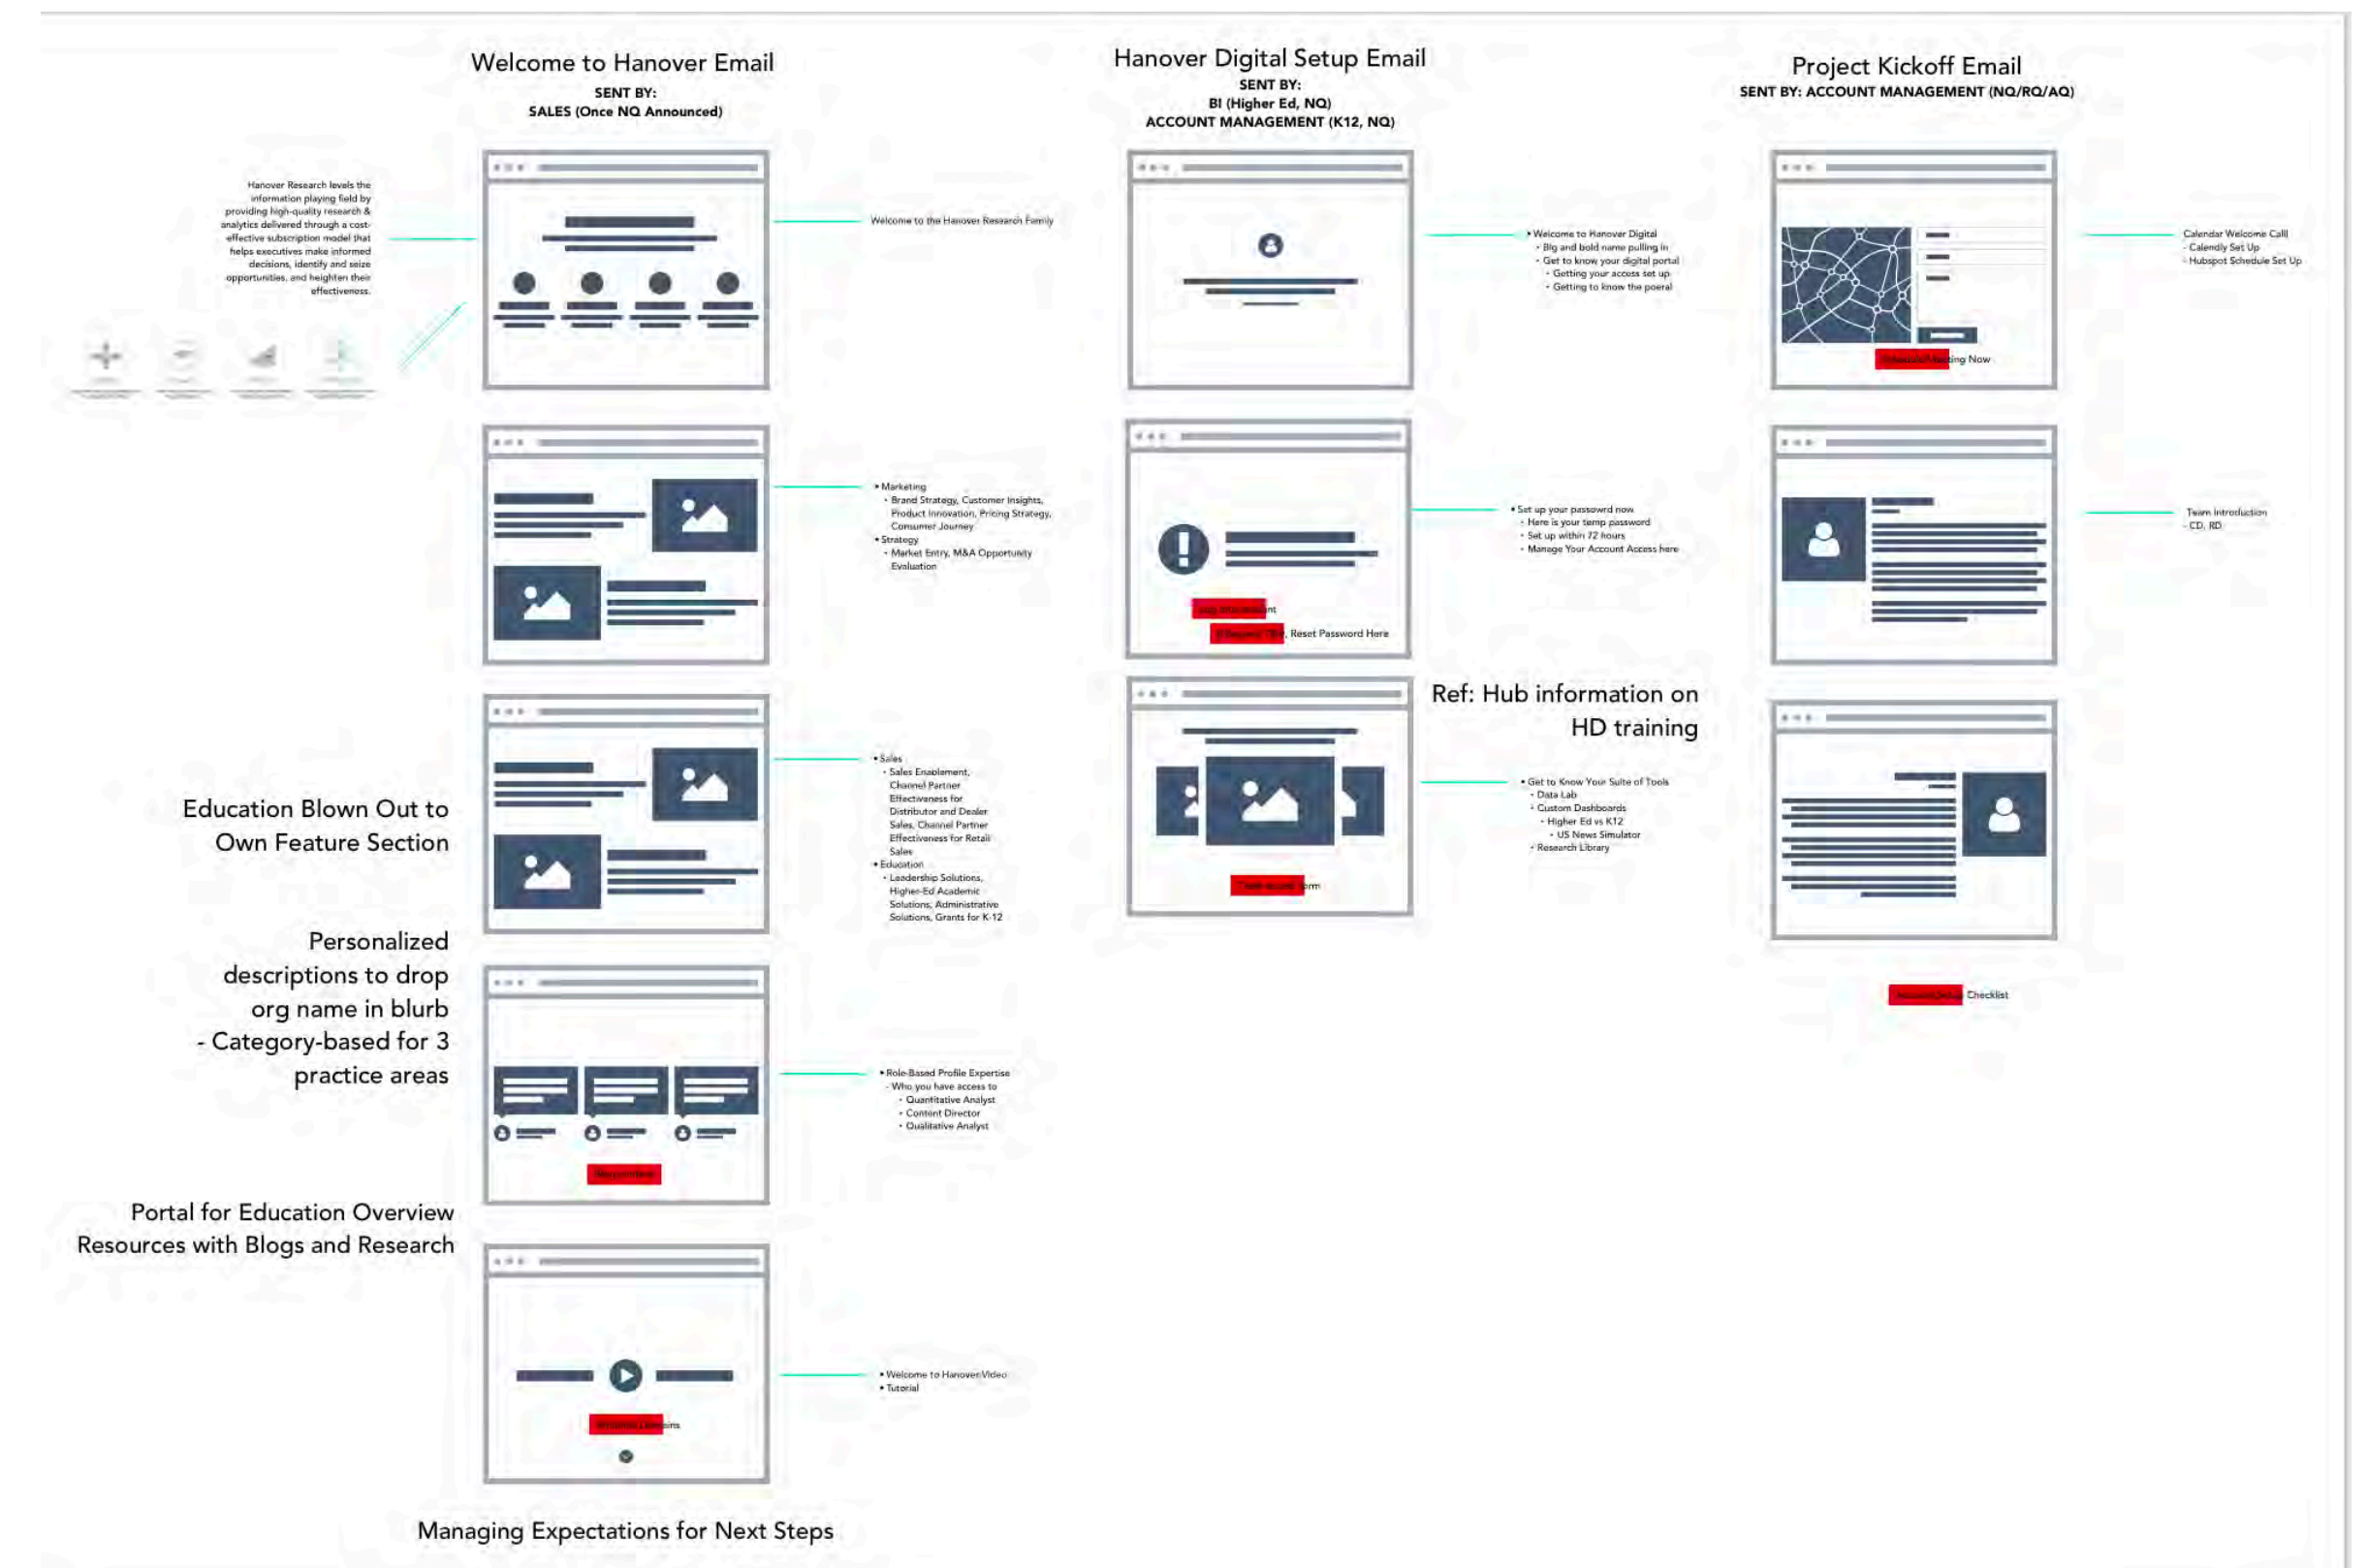 Welcome to Hanover Email
SENT BY:
SALES (Once NQ Announced)
Hanover Research levels the
information playing field by
providing high-quality research &
analytics delivered through a cost-
effective subscription model that
helps executives make informed
decisions, identify and seize
opportunities, and heighten their
effectiveness.
Welcome to the Hanover Research Family
• Marketing
• Brand Strategy, Customer Insights,
Product Innovation, Pricing Strategy,
Consumer Journey
• Strategy
• Market Entry, M&A Opportunity
Evaluation
Education Blown Out to
Own Feature Section
• Sales
• Sales Enablement,
Channel Partner
Effectiveness for
Distributor and Dealer
Sales, Channel Partner
Effectiveness for Retail
Sales
• Education
• Leadership Solutions,
Higher-Ed Academic
Solutions, Administrative
Solutions, Grants for K-12
Personalized
descriptions to drop
org name in blurb
- Category-based for 3
practice areas
• Role-Based Profile Expertise
- Who you have access to
• Quantitative Analyst
• Content Director
• Qualitative Analyst
Portal for Education Overview
Resources with Blogs and Research
• Welcome to Hanover Video
• Tutorial
Managing Expectations for Next Steps
Hanover Digital Setup Email
SENT BY:
BI (Higher Ed, NQ)
ACCOUNT MANAGEMENT (K12, NQ)
• Welcome to Hanover Digital
• Big and bold name pulling in
• Get to know your digital portal
• Getting your access set up
• Getting to know the poeral
• Set up your passowrd now
• Here is your temp password
• Set up within 72 hours
• Manage Your Account Access here
Reset Password Here
Ref: Hub information on
HD training
• Get to Know Your Suite of Tools
• Data Lab
• Custom Dashboards
• Higher Ed vs K12
• US News Simulator
• Research Library
Project Kickoff Email
SENT BY: ACCOUNT MANAGEMENT (NQ/RQ/AQ)
Calendar Welcome Call!
- Calendly Set Up
- Hubspot Schedule Set Up
Schedule Meeting Now
Team Introduction
- CD, RD
Account Setup Checklist